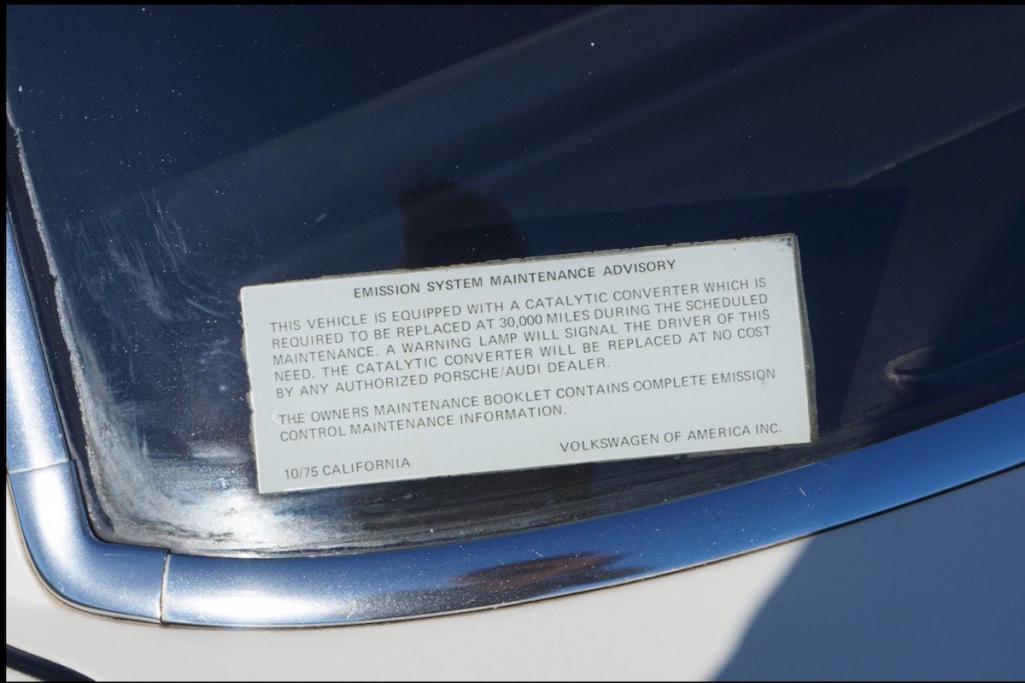 EMISSION SYSTEM MAINTENANCE ADVISORY
THIS VEHICLE IS EQUIPPED WITH A CATALYTIC CONVERTER WHICH IS
REQUIRED TO BE REPLACED AT 30,000 MILES DURING THE SCHEDULED
MAINTENANCE. A WARNING LAMP WILL SIGNAL THE DRIVER OF THIS
NEED. THE CATALYTIC CONVERTER WILL BE REPLACED AT NO COST
BY ANY AUTHORIZED PORSCHE/AUDI DEALER.
THE OWNERS MAINTENANCE BOOKLET CONTAINS COMPLETE EMISSION
CONTROL MAINTENANCE INFORMATION.
VOLKSWAGEN OF AMERICA INC.
10/75 CALIFORNIA